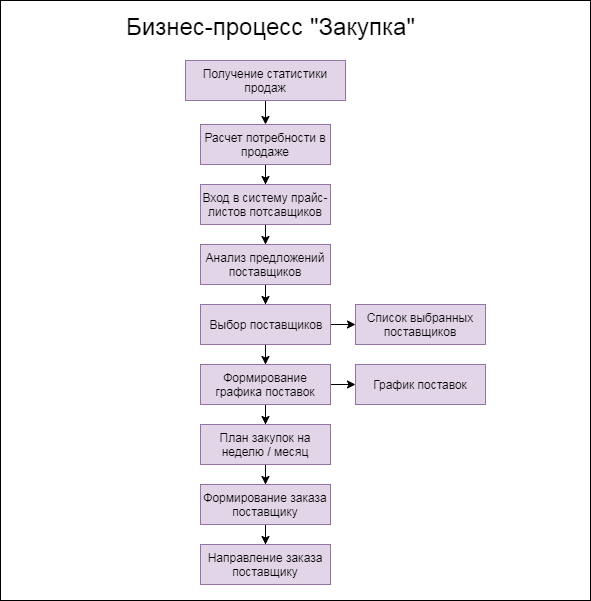 Бизнес-процесс "Закупка"
Получение статистики
продаж
Расчет потребности в
продаже
Вход в систему прайс-
листов потсавщиков
Анализ предложений
поставщиков
Выбор поставщиков
Список выбранных
поставщиков
Формирование
графика поставок
График поставок
План закупок на
неделю / месяц
Формирование заказа
поставщику
Направление заказа
поставщику